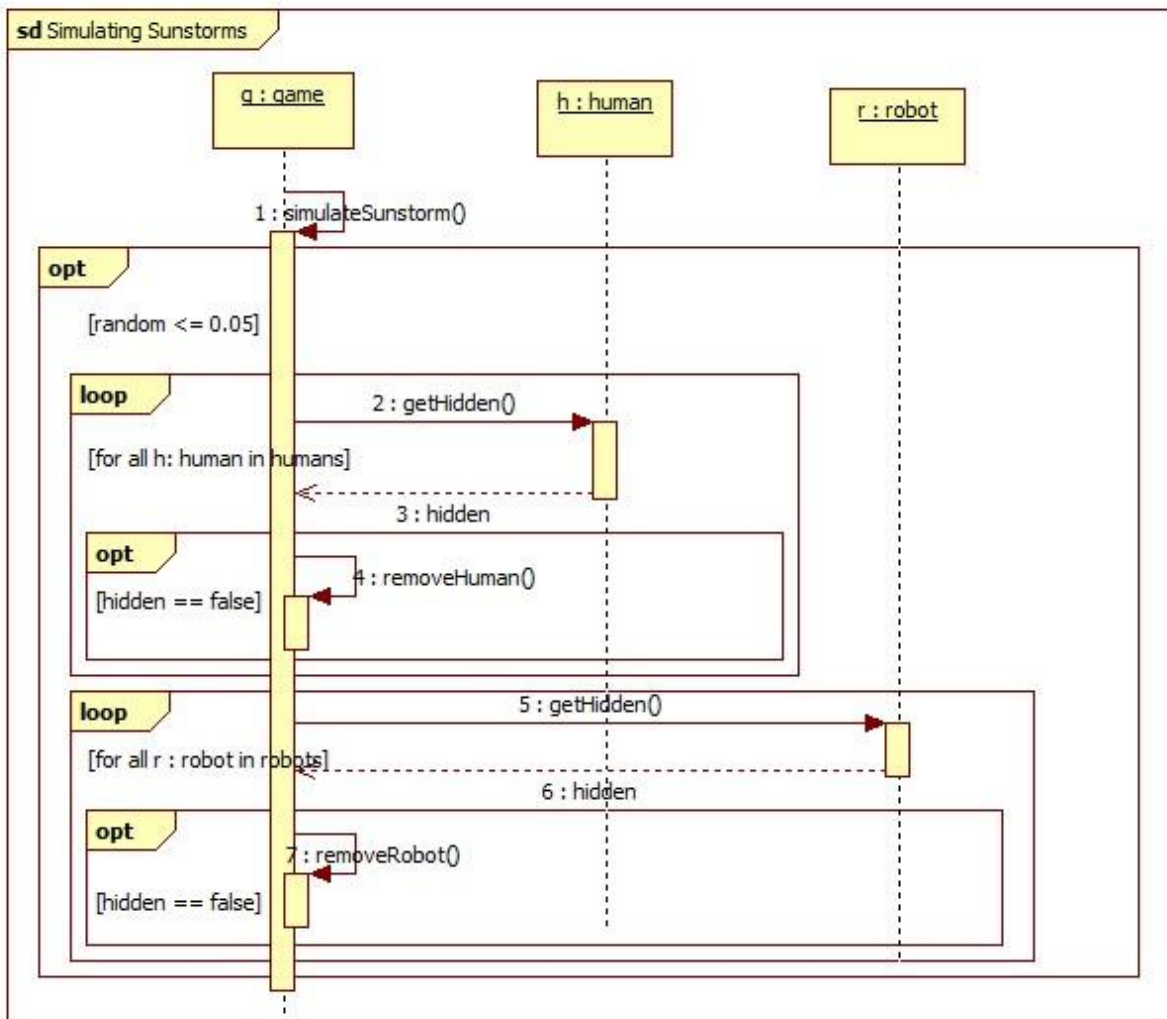 sd Simulating Sunstorms
g : game
h : human
r : robot
1 : simulateSunstorm()
opt
[random <= 0.05]
loop
2 : getHidden()
[for all h: human in humans]
3 : hidden
opt
4 : removeHuman()
[hidden == false]
loop
5 : getHidden()
[for all r : robot in robots]
6 : hidden
opt
7 : removeRobot()
[hidden == false]